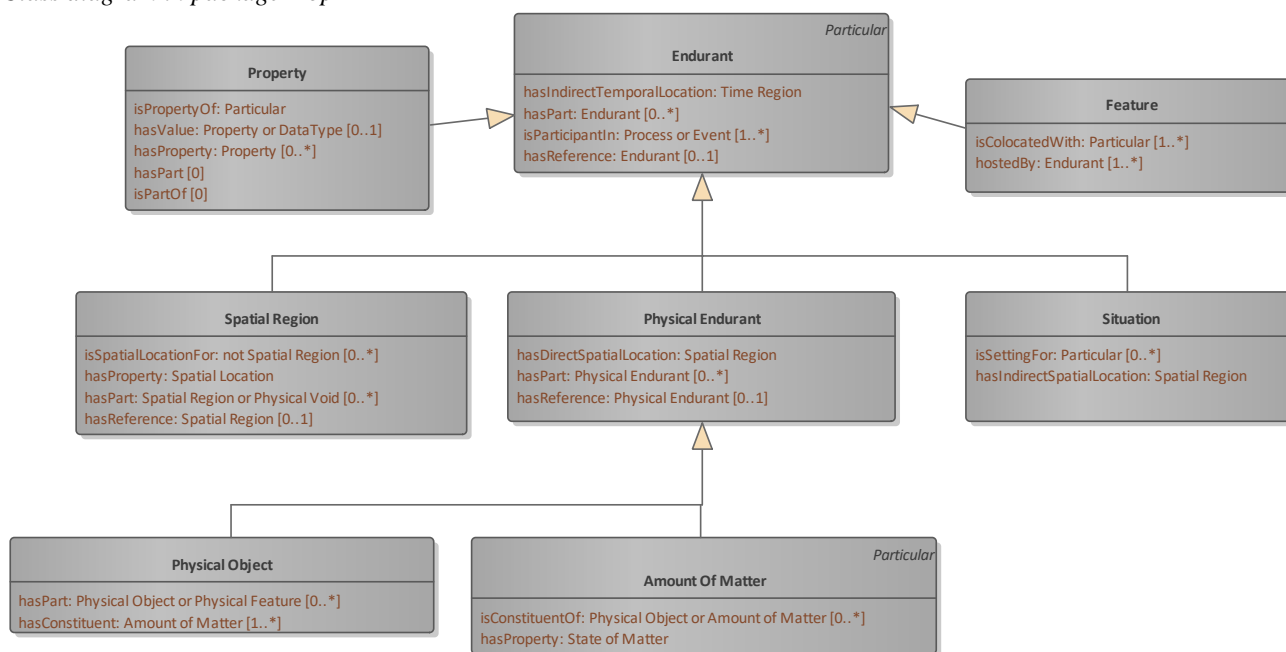 Particular
Endurant
hasIndirectTemporalLocation: Time Region
hasPart: Endurant [0..*]
isParticipantIn: Process or Event [1..*]
hasReference: Endurant [0..1]
Property
isPropertyOf: Particular
hasValue: Property or DataType [0..1]
hasProperty: Property [0..*]
hasPart [0]
isPartOf [0]
Feature
isColocatedWith: Particular [1..*]
hostedBy: Endurant [1..*]
Spatial Region
isSpatialLocationFor: not Spatial Region [0..*]
hasProperty: Spatial Location
hasPart: Spatial Region or Physical Void [0..*]
hasReference: Spatial Region [0..1]
Physical Endurant
hasDirectSpatialLocation: Spatial Region
hasPart: Physical Endurant [0..*]
hasReference: Physical Endurant [0..1]
Situation
isSettingFor: Particular [0..*]
hasIndirectSpatialLocation: Spatial Region
Physical Object
hasPart: Physical Object or Physical Feature [0..*]
hasConstituent: Amount of Matter [1..*]
Particular
Amount Of Matter
isConstituentOf: Physical Object or Amount of Matter [0..*]
hasProperty: State of Matter